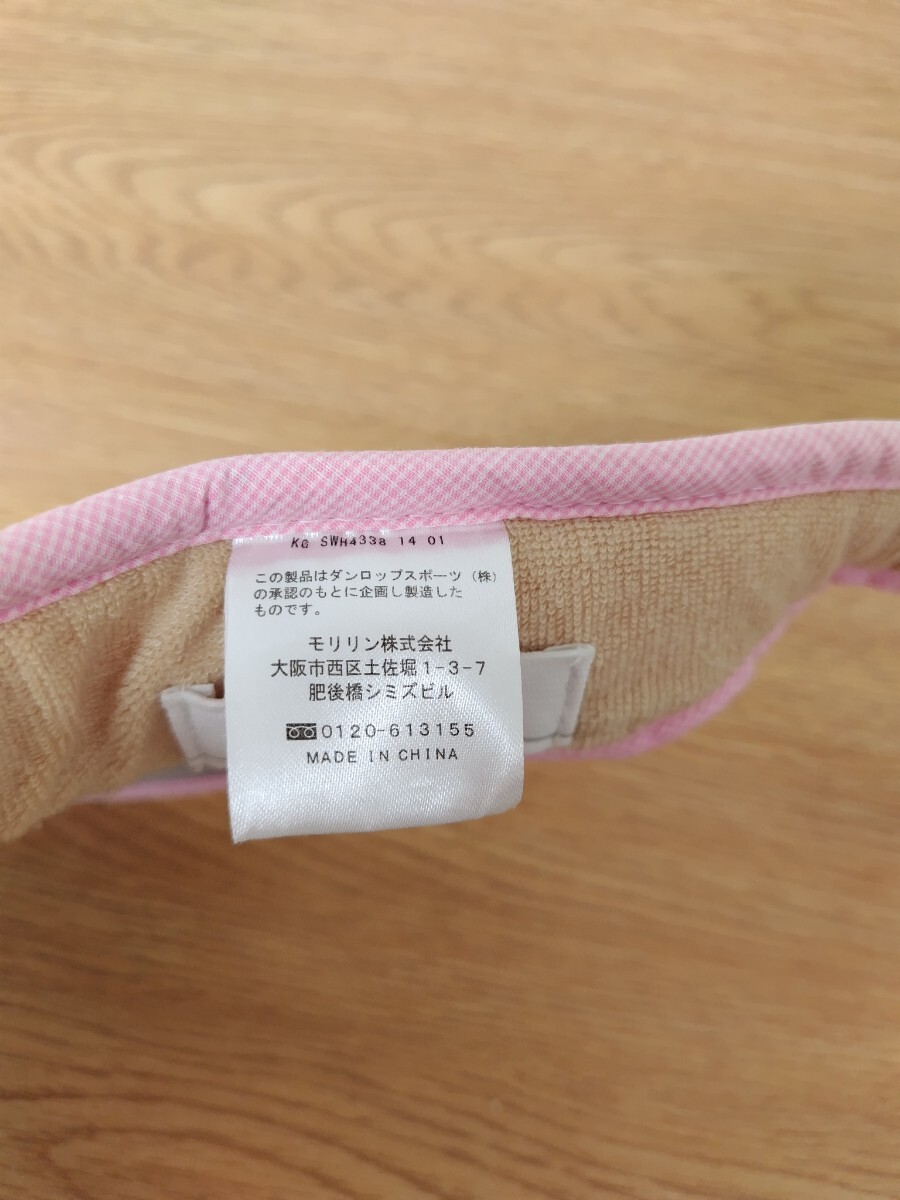 KQ SWH4338 14 01
この製品はダンロップスポーツ（株）
の承認のもとに企画し製造した
ものです。
モリリン株式会社
大阪市西区土佐堀1-3-7
肥後橋シミズビル
0120-613155
MADE IN CHINA